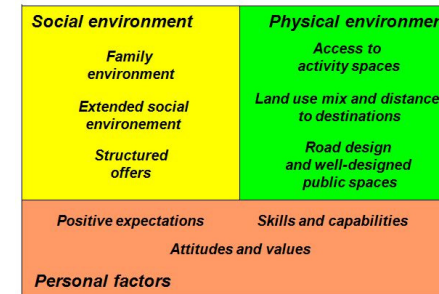 Social environment
Family
environment
Extended social
environement
Structured
offers
Physical environmen
Access to
activity spaces
Land use mix and distance
to destinations
Road design
and well-designed
public spaces
Positive expectations
Skills and capabilities
Attitudes and values
Personal factors